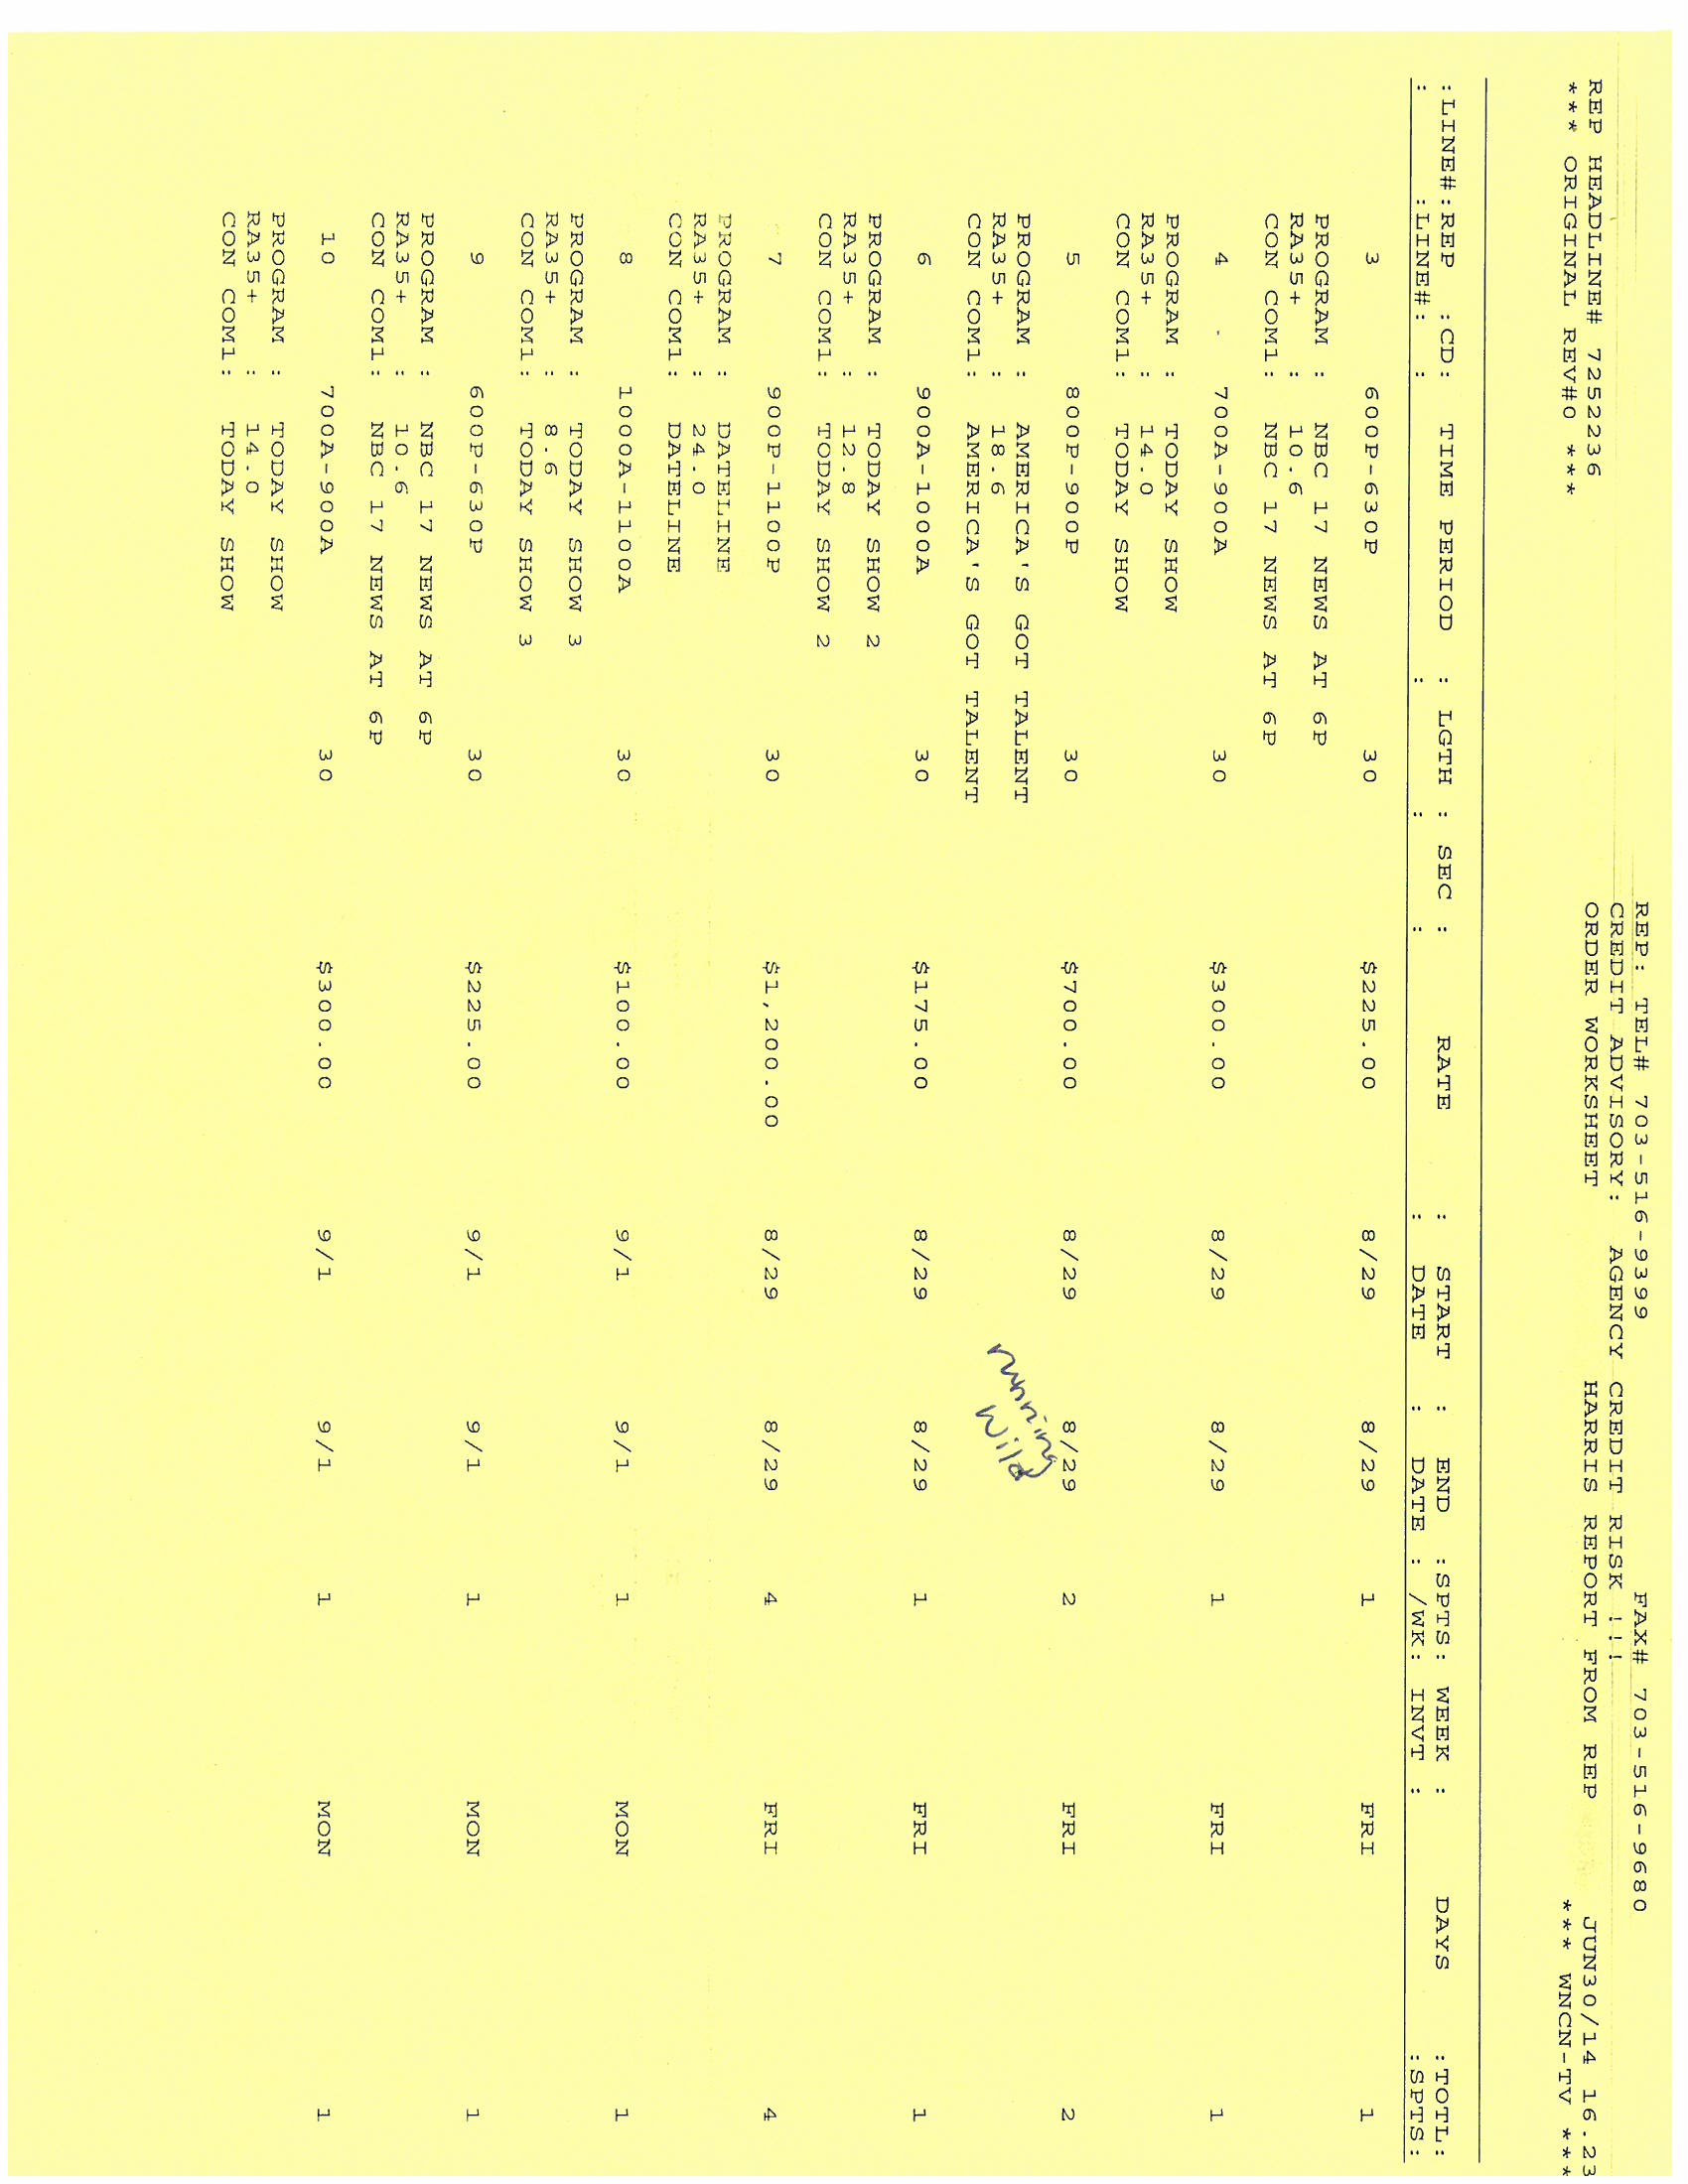 REP: TEL# 703-516-9399 FAX# 703-516-9680
CREDIT ADVISORY: AGENCY CREDIT RISK !!!
REP HEADLINE# 7252236 ORDER WORKSHEET HARRIS REPORT FROM REP JUN30/14 16.23
*** ORIGINAL REV#0 *** *** WNCN-TV ***
:LINE#:REP :CD: TIME PERIOD : LGTH : SEC : RATE : START : END :SPTS: WEEK : DAYS :TOTL:
: :LINE#: : : : : : DATE : DATE : /WK: INVT : :SPTS:
3 600P-630P 30 $225.00 8/29 8/29 1 FRI 1
PROGRAM : NBC 17 NEWS AT 6P
RA35+ : 10.6
CON COM1: NBC 17 NEWS AT 6P
4 700A-900A 30 $300.00 8/29 8/29 1 FRI 1
PROGRAM : TODAY SHOW
RA35+ : 14.0
CON COM1: TODAY SHOW
5 800P-900P 30 $700.00 8/29 8/29 2 FRI 2
PROGRAM : AMERICA'S GOT TALENT running
RA35+ : 18.6 Wild
CON COM1: AMERICA'S GOT TALENT
6 900A-1000A 30 $175.00 8/29 8/29 1 FRI 1
PROGRAM : TODAY SHOW 2
RA35+ : 12.8
CON COM1: TODAY SHOW 2
7 900P-1100P 30 $1,200.00 8/29 8/29 4 FRI 4
PROGRAM : DATELINE
RA35+ : 24.0
CON COM1: DATELINE
8 1000A-1100A 30 $100.00 9/1 9/1 1 MON 1
PROGRAM : TODAY SHOW 3
RA35+ : 8.6
CON COM1: TODAY SHOW 3
9 600P-630P 30 $225.00 9/1 9/1 1 MON 1
PROGRAM : NBC 17 NEWS AT 6P
RA35+ : 10.6
CON COM1: NBC 17 NEWS AT 6P
10 700A-900A 30 $300.00 9/1 9/1 1 MON 1
PROGRAM : TODAY SHOW
RA35+ : 14.0
CON COM1: TODAY SHOW